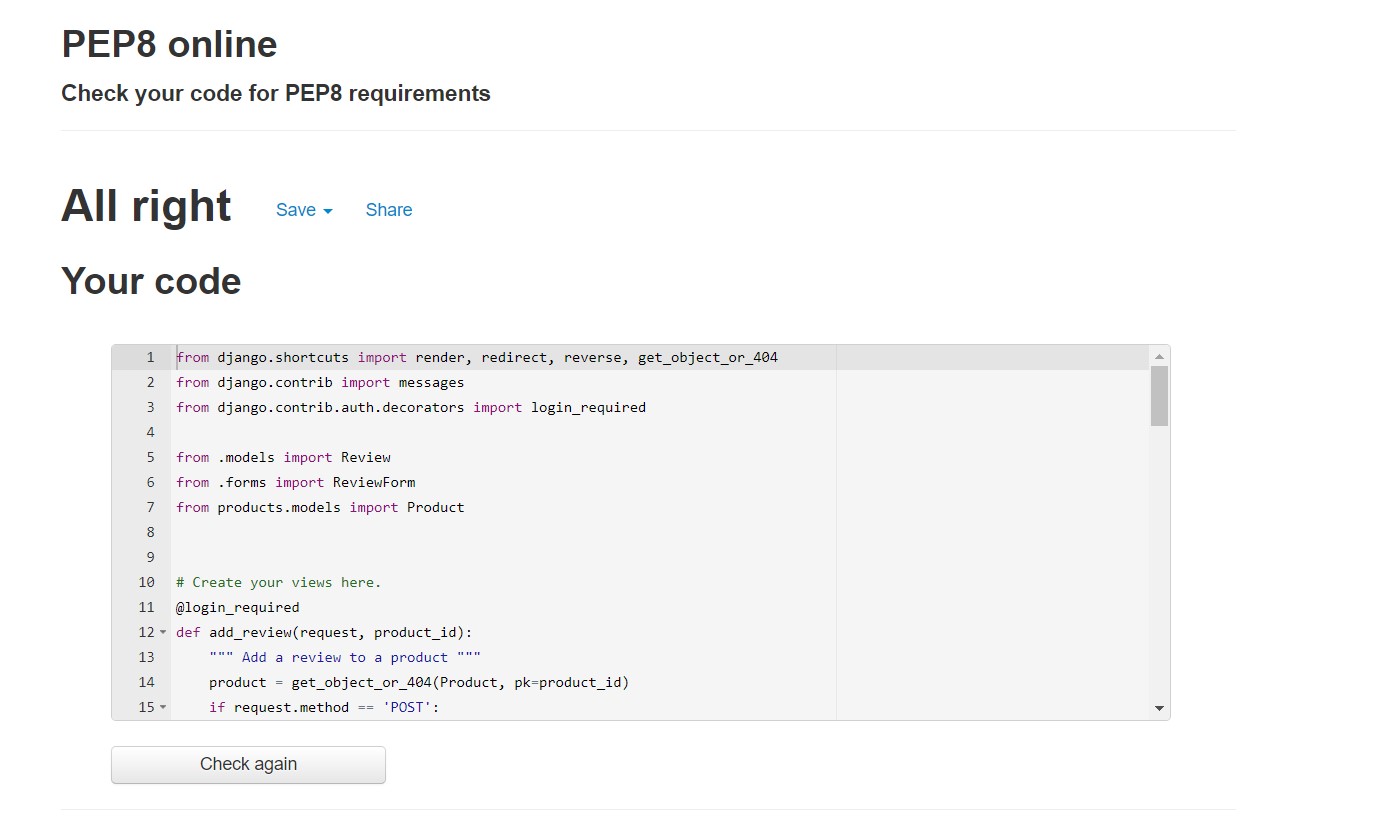 PEP8 online
Check your code for PEP8 requirements
All right Save Share
Your code
1 from django.shortcuts import render, redirect, reverse, get_object_or_404
2 from django.contrib import messages
3 from django.contrib.auth.decorators import login_required
4
5 from .models import Review
6 from .forms import ReviewForm
7 from products.models import Product
8
9
10 # Create your views here.
11 @login_required
12 def add_review(request, product_id):
13     """ Add a review to a product """
14     product = get_object_or_404(Product, pk=product_id)
15     if request.method == 'POST':
Check again